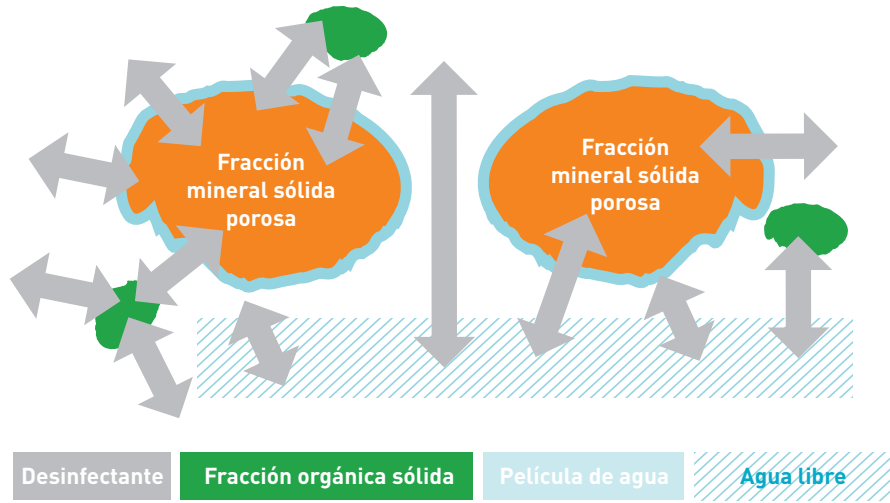 Fracción
mineral sólida
porosa
Fracción
mineral sólida
porosa
Desinfectante
Fracción orgánica sólida
Película de agua
Agua libre